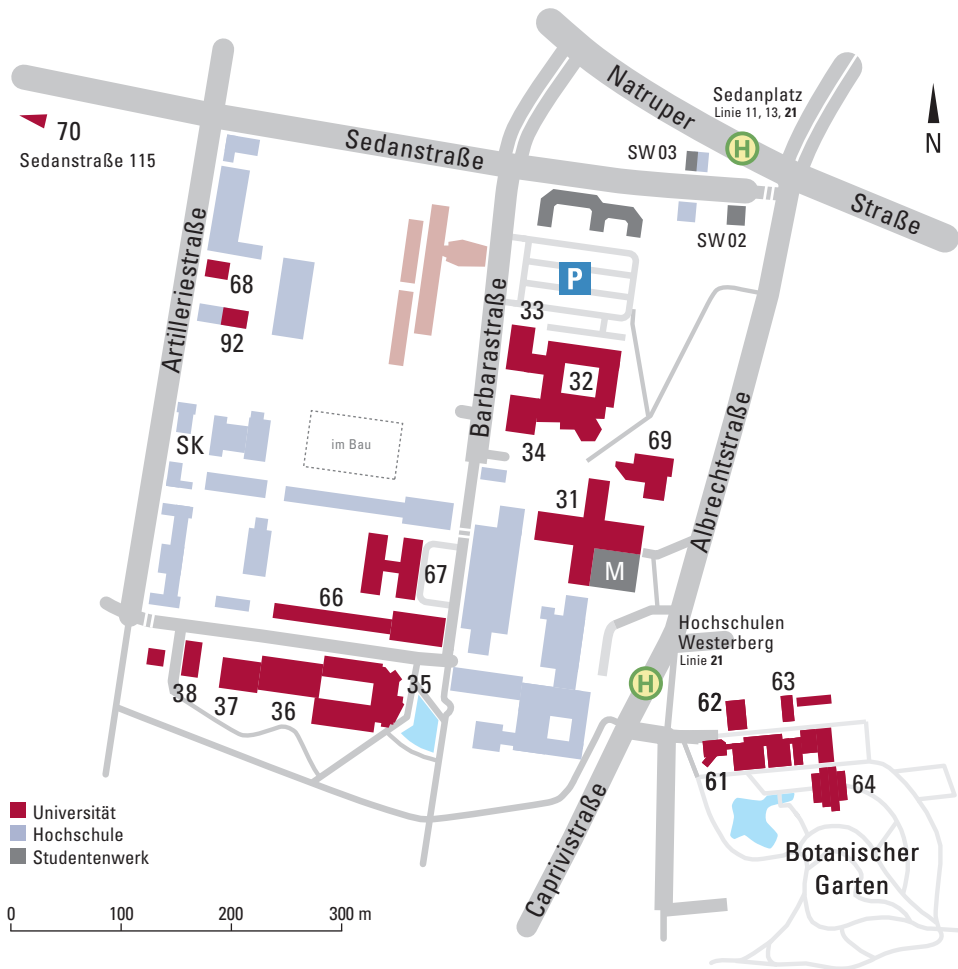 Natruper
Sedanplatz
Linie 11, 13, 21
H
N
70
Sedanstraße 115
Sedanstraße
SW 03
SW 02
Straße
Artilleriestraße
Barbarastraße
P
68
92
33
32
34
SK
im Bau
69
31
Albrechtstraße
M
67
66
Hochschulen
Westerberg
Linie 21
H
38
37
36
35
62
63
61
64
Caprivistraße
Botanischer
Garten
Universität
Hochschule
Studentenwerk
0 100 200 300 m